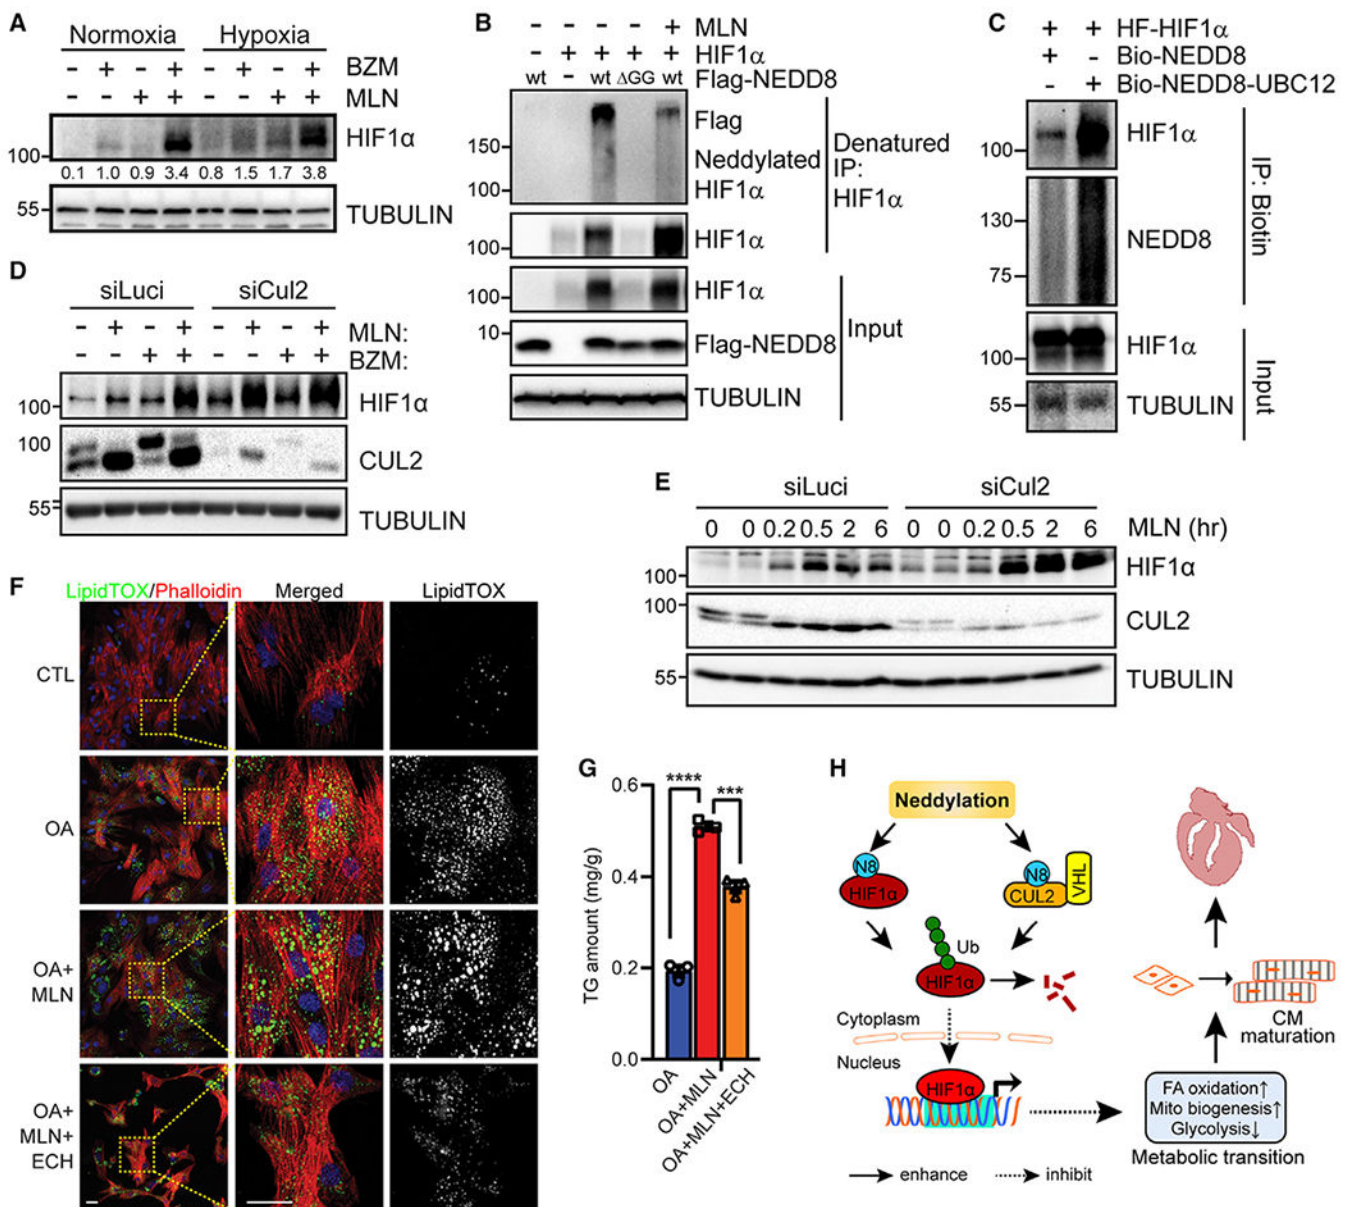 A
Normoxia Hypoxia
- + - + - + - + BZM
- - + + - - + + MLN
HIF1α
100
0.1 1.0 0.9 3.4 0.8 1.5 1.7 3.8
55
TUBULIN
B
- - - - + MLN
- + + + + HIF1α
wt - wt ΔGG wt Flag-NEDD8
Flag
150
Neddylated
HIF1α
100
Denatured
IP:
HIF1α
100
HIF1α
100
HIF1α
10
Flag-NEDD8
Input
TUBULIN
C
+ + HF-HIF1α
+ - Bio-NEDD8
- + Bio-NEDD8-UBC12
HIF1α
100
130
NEDD8
75
IP: Biotin
HIF1α
100
55
TUBULIN
Input
D
siLuci siCul2
- + - + - + - + MLN:
- - + + - - + + BZM:
100
HIF1α
100
CUL2
55
TUBULIN
E
siLuci siCul2
0 0 0.2 0.5 2 6 0 0 0.2 0.5 2 6 MLN (hr)
HIF1α
100
100
CUL2
55
TUBULIN
F
LipidTOX/Phalloidin Merged LipidTOX
CTL
OA
OA+
MLN
OA+
MLN+
ECH
G
**** ***
0.6
0.4
0.2
0.0
TG amount (mg/g)
OA
OA+MLN
OA+MLN+ECH
H
Neddylation
N8
HIF1α
N8
CUL2
VHL
Ub
HIF1α
Cytoplasm
Nucleus
HIF1α
CM
maturation
FA oxidation↑
Mito biogenesis↑
Glycolysis↓
Metabolic transition
enhance inhibit